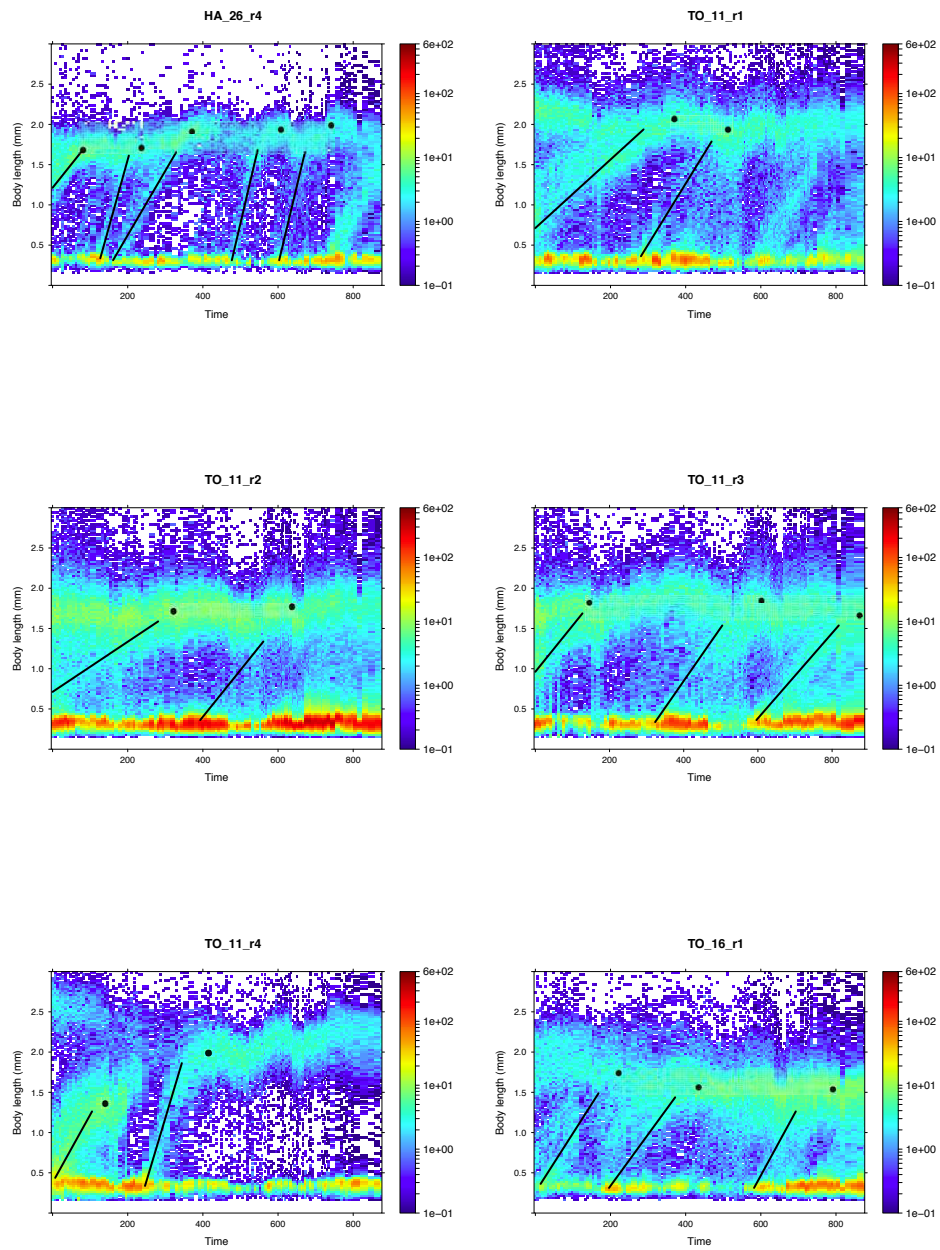 HA_26_r4
TO_11_r1
Body length (mm)
2.5
2.0
1.5
1.0
0.5
200
400
600
800
Time
6e+02
1e+02
1e+01
1e+00
1e−01
Body length (mm)
2.5
2.0
1.5
1.0
0.5
200
400
600
800
Time
6e+02
1e+02
1e+01
1e+00
1e−01
TO_11_r2
TO_11_r3
Body length (mm)
2.5
2.0
1.5
1.0
0.5
200
400
600
800
Time
6e+02
1e+02
1e+01
1e+00
1e−01
Body length (mm)
2.5
2.0
1.5
1.0
0.5
200
400
600
800
Time
6e+02
1e+02
1e+01
1e+00
1e−01
TO_11_r4
TO_16_r1
Body length (mm)
2.5
2.0
1.5
1.0
0.5
200
400
600
800
Time
6e+02
1e+02
1e+01
1e+00
1e−01
Body length (mm)
2.5
2.0
1.5
1.0
0.5
200
400
600
800
Time
6e+02
1e+02
1e+01
1e+00
1e−01